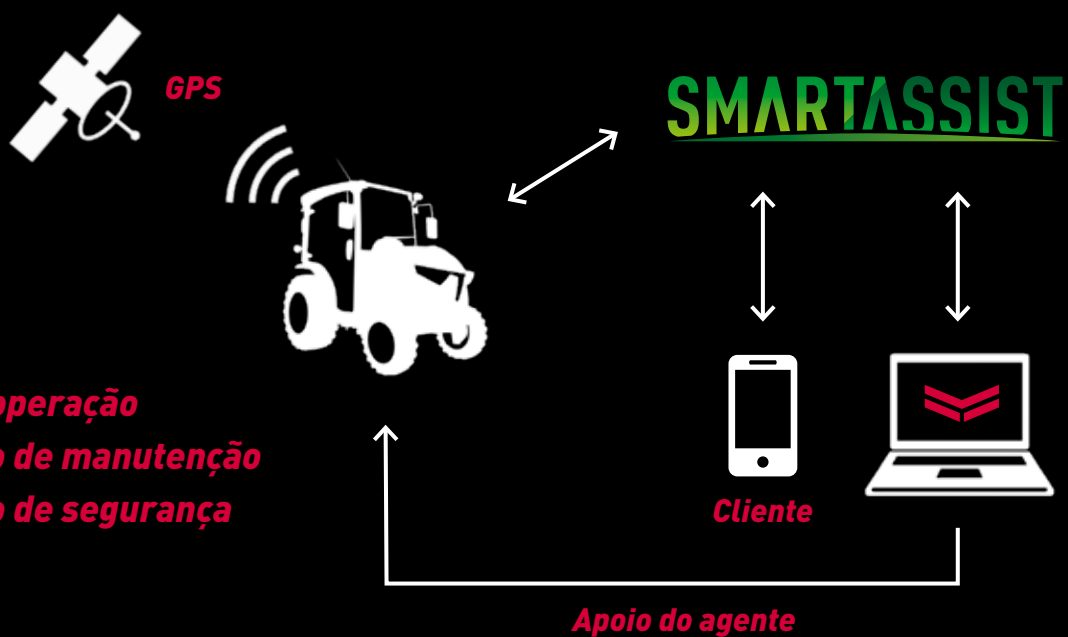 GPS
SMARTASSIST
operação
de manutenção
de segurança
Cliente
Apoio do agente